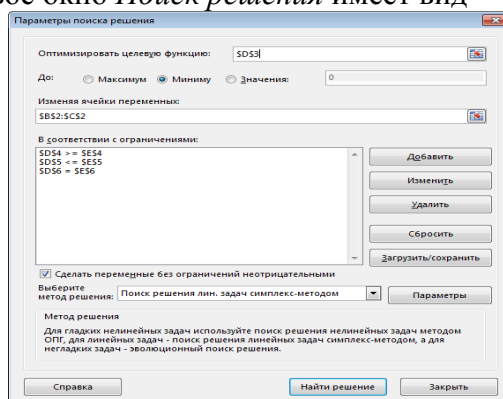 вое окно Поиск решения имеет вид
Параметры поиска решения
Оптимизировать целевую функцию: $D$3
До: Максимум Миниму Значения: 0
Изменяя ячейки переменных:
$B$2:$C$2
В соответствии с ограничениями:
$D$4 >= $E$4
$D$5 <= $E$5
$D$6 = $E$6
Добавить
Изменить
Удалить
Сбросить
Загрузить/сохранить
Сделать переменные без ограничений неотрицательными
Выберите
метод решения: Поиск решения лин. задач симплекс-методом Параметры
Метод решения
Для гладких нелинейных задач используйте поиск решения нелинейных задач методом
ОПГ, для линейных задач - поиск решения линейных задач симплекс-методом, а для
негладких задач - эволюционный поиск решения.
Справка Найти решение Закрыть